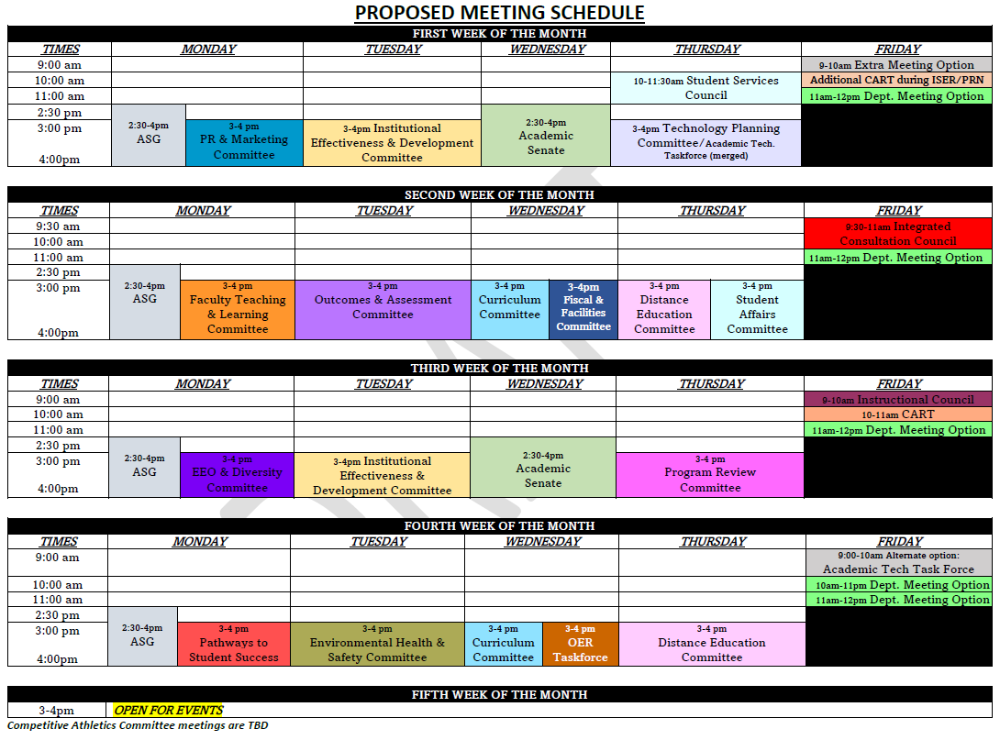 PROPOSED MEETING SCHEDULE
FIRST WEEK OF THE MONTH
TIMES MONDAY TUESDAY WEDNESDAY THURSDAY FRIDAY
9:00 am 9-10am Extra Meeting Option
10:00 am 10-11:30am Student Services Additional CART during ISER/PRN
11:00 am Council 11am-12pm Dept. Meeting Option
2:30 pm
2:30-4pm
ASG
3:00 pm
4:00pm
3-4 pm
PR & Marketing
Committee
3-4pm Institutional
Effectiveness & Development
Committee
2:30-4pm
Academic
Senate
3-4pm Technology Planning
Committee/Academic Tech.
Taskforce (merged)
SECOND WEEK OF THE MONTH
TIMES MONDAY TUESDAY WEDNESDAY THURSDAY FRIDAY
9:30 am 9:30-11am Integrated
10:00 am Consultation Council
11:00 am 11am-12pm Dept. Meeting Option
2:30 pm
3:00 pm
4:00pm
2:30-4pm
ASG
3-4 pm
Faculty Teaching
& Learning
Committee
3-4 pm
Outcomes & Assessment
Committee
3-4 pm
Curriculum
Committee
3-4pm
Fiscal &
Facilities
Committee
3-4 pm
Distance
Education
Committee
3-4 pm
Student
Affairs
Committee
THIRD WEEK OF THE MONTH
TIMES MONDAY TUESDAY WEDNESDAY THURSDAY FRIDAY
9:00 am 9-10am Instructional Council
10:00 am 10-11am CART
11:00 am 11am-12pm Dept. Meeting Option
2:30 pm
3:00 pm
4:00pm
2:30-4pm
ASG
3-4 pm
EEO & Diversity
Committee
3-4pm Institutional
Effectiveness &
Development Committee
2:30-4pm
Academic
Senate
3-4 pm
Program Review
Committee
FOURTH WEEK OF THE MONTH
TIMES MONDAY TUESDAY WEDNESDAY THURSDAY FRIDAY
9:00 am 9:00-10am Alternate option:
Academic Tech Task Force
10:00 am 10am-11pm Dept. Meeting Option
11:00 am 11am-12pm Dept. Meeting Option
2:30 pm
3:00 pm
4:00pm
2:30-4pm
ASG
3-4 pm
Pathways to
Student Success
3-4 pm
Environmental Health &
Safety Committee
3-4 pm
Curriculum
Committee
3-4 pm
OER
Taskforce
3-4 pm
Distance Education
Committee
FIFTH WEEK OF THE MONTH
3-4pm OPEN FOR EVENTS
Competitive Athletics Committee meetings are TBD